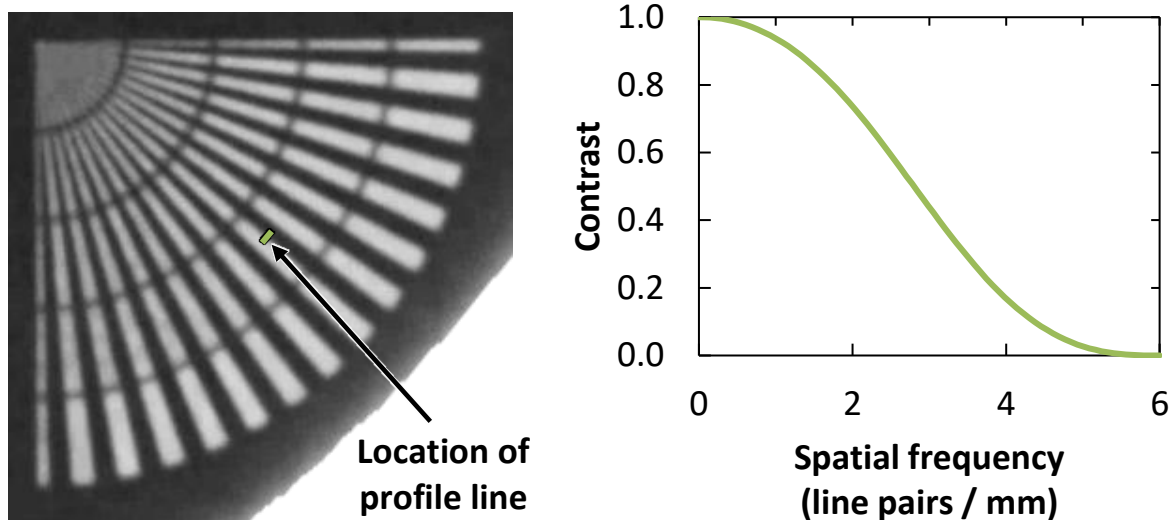 Location of
profile line
1.0
0.8
0.6
0.4
0.2
0.0
Contrast
0 2 4 6
Spatial frequency
(line pairs / mm)